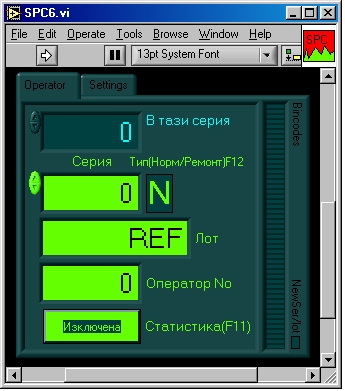 SPC6.vi
File Edit Operate Tools Browse Window Help
13pt System Font
SPC
Operator Settings
0 В тази серия
Серия Тип(Норм/Ремонт)F12
0 N
REF Лот
0 Оператор No
Изключена Статистика(F11)
Bincodes
NewSer/lot